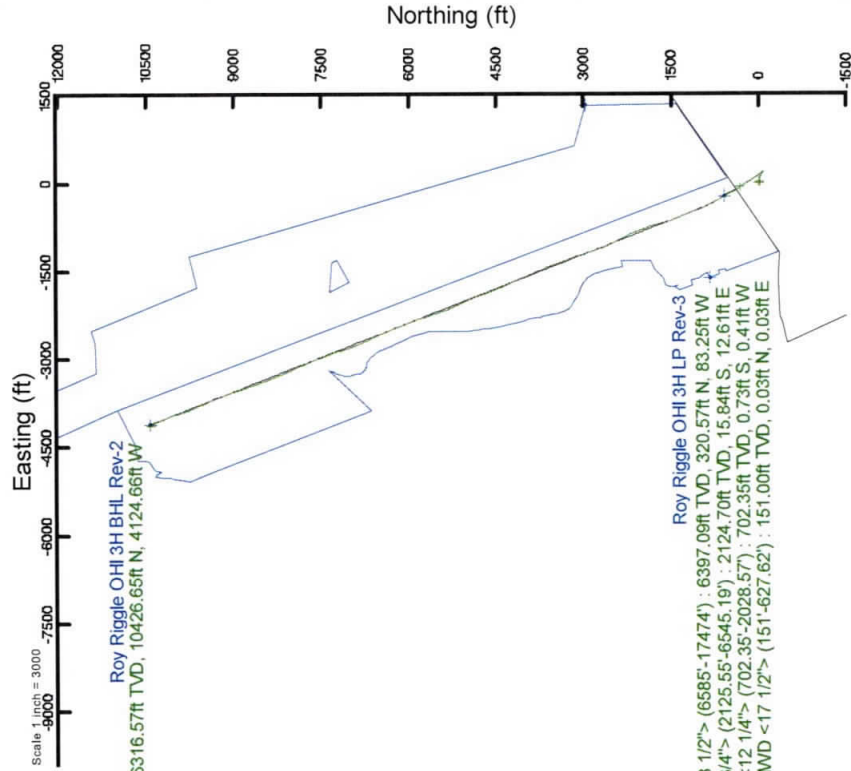 Northing (ft)
12000
10500
9000
7500
6000
4500
3000
1500
0
-1500
Easting (ft)
1500
0
-1500
-3000
-4500
-6000
-7500
-9000
Scale 1 inch = 3000
Roy Riggle OHI 3H BHL Rev-2
6316.57ft TVD, 10426.65ft N, 4124.66ft W
Roy Riggle OHI 3H LP Rev-3
1/2"> (6585'-17474') : 6397.09ft TVD, 320.57ft N, 83.25ft W
/4"> (2125.55'-6545.19') : 2124.70ft TVD, 15.84ft S, 12.61ft E
<12 1/4"> (702.35'-2028.57') : 702.35ft TVD, 0.73ft S, 0.41ft W
WD <17 1/2"> (151'-627.62') : 151.00ft TVD, 0.03ft N, 0.03ft E